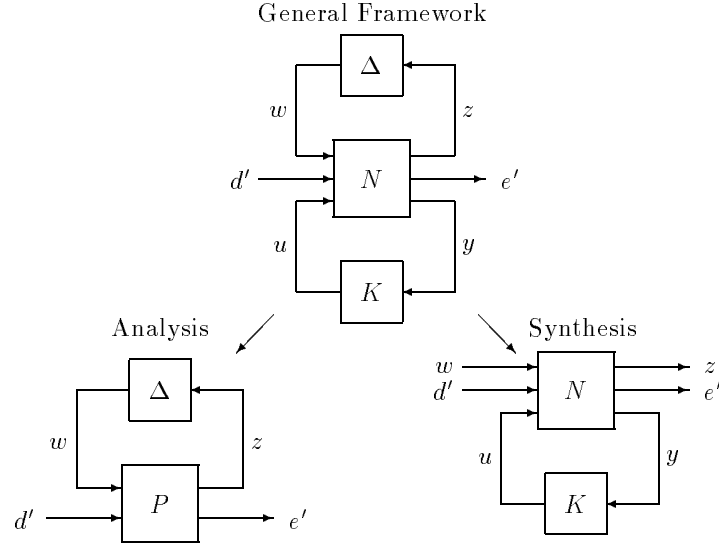 General Framework
Δ
w
z
d′
N
e′
u
y
K
Analysis
Synthesis
Δ
w
z
d′
P
e′
w
z
d′
N
e′
u
y
K